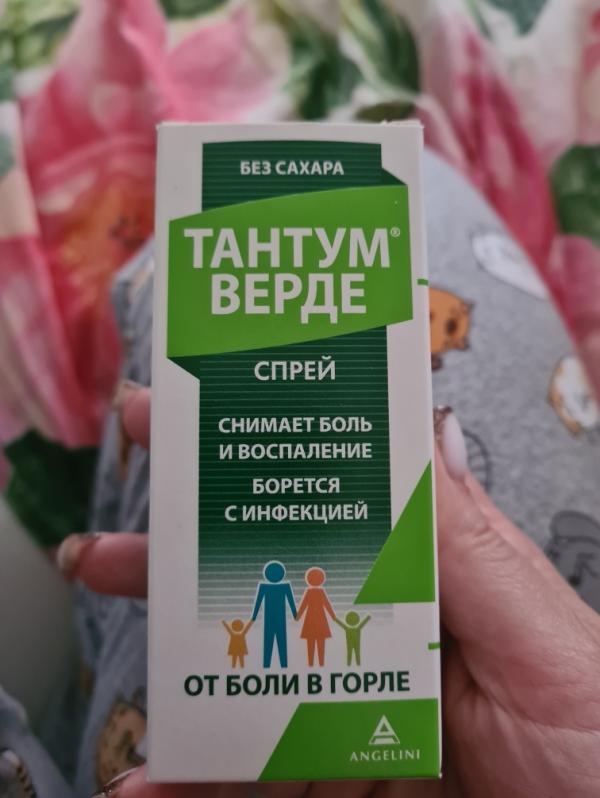 БЕЗ САХАРА
ТАНТУМ®
ВЕРДЕ
СПРЕЙ
СНИМАЕТ БОЛЬ
И ВОСПАЛЕНИЕ
БОРЕТСЯ
С ИНФЕКЦИЕЙ
ОТ БОЛИ В ГОРЛЕ
ANGELINI